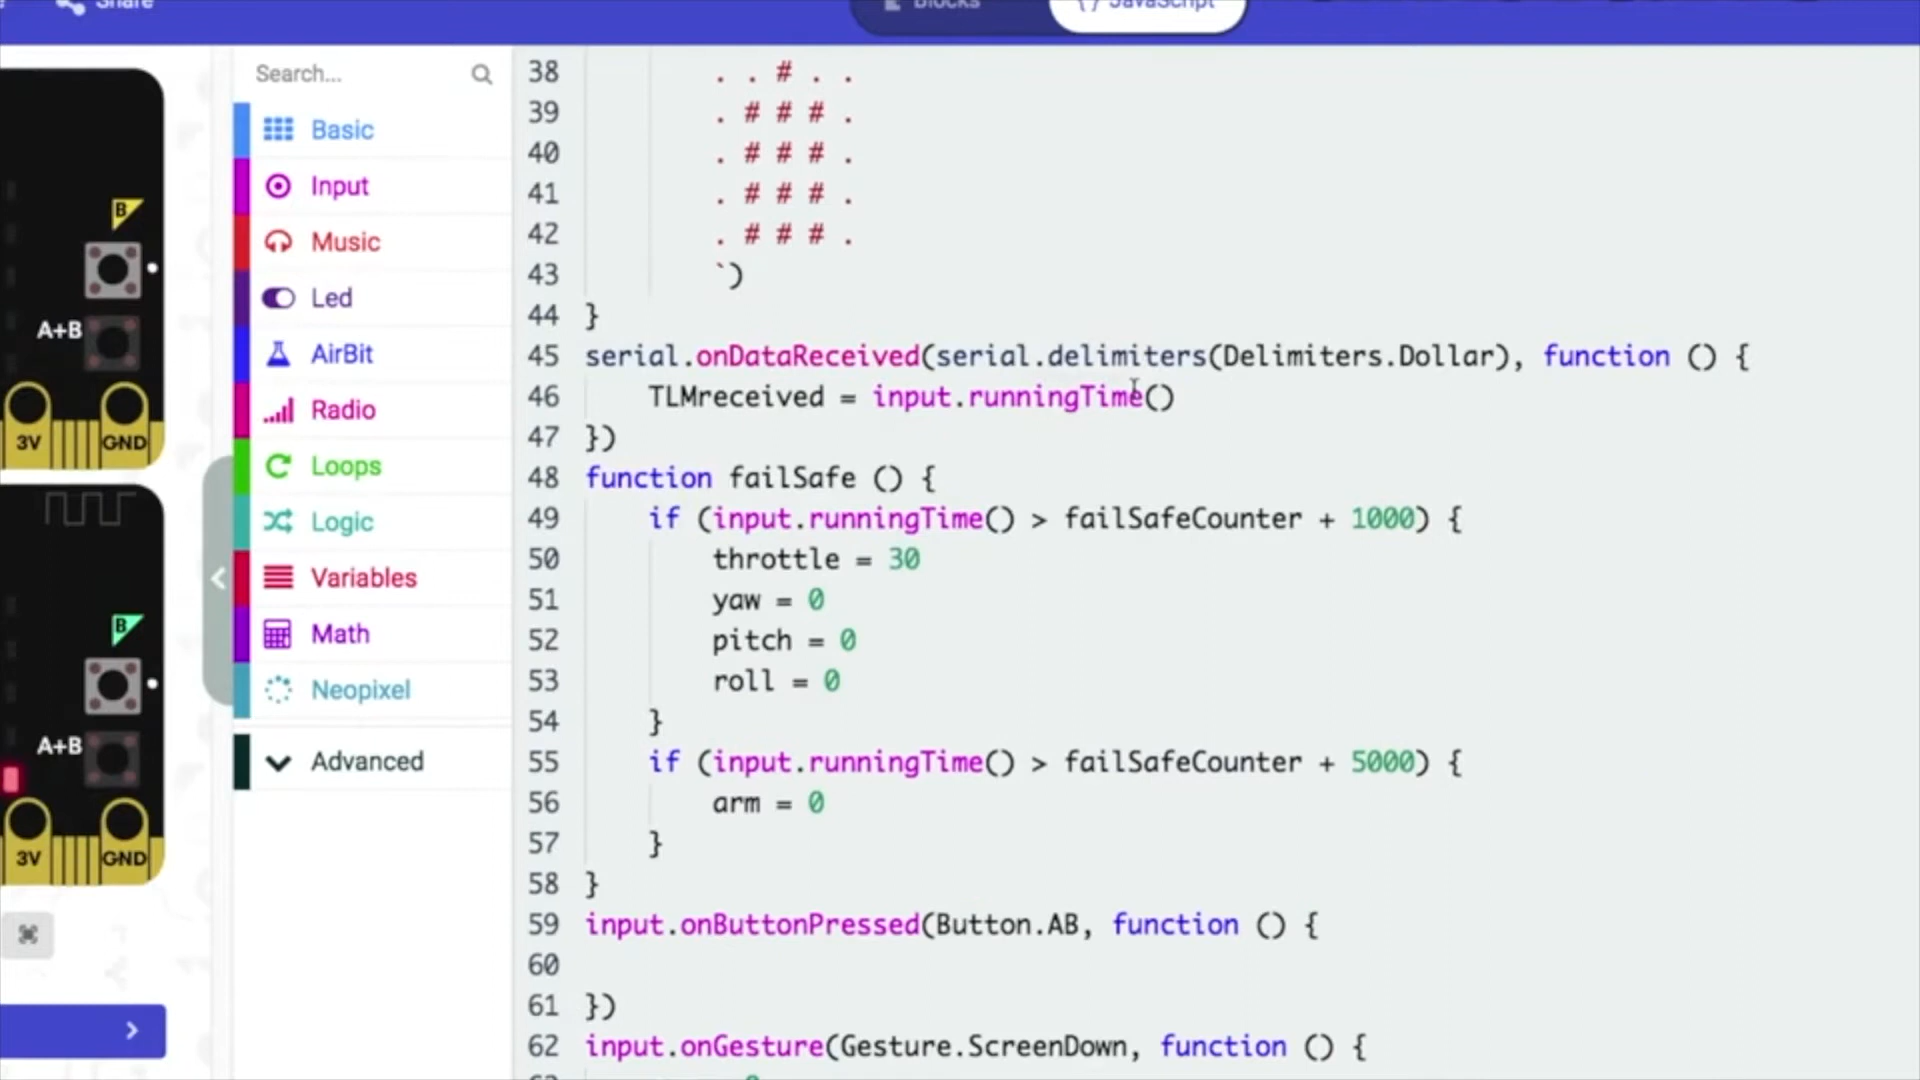 Share
Blocks
{} JavaScript
B
A+B
3V GND
B
A+B
3V GND
Search...
Basic
Input
Music
Led
AirBit
Radio
Loops
Logic
Variables
Math
Neopixel
Advanced
38 . . # . .
39 . # # # .
40 . # # # .
41 . # # # .
42 . # # # .
43 `)
44 }
45 serial.onDataReceived(serial.delimiters(Delimiters.Dollar), function () {
46 TLMreceived = input.runningTime()
47 })
48 function failSafe () {
49 if (input.runningTime() > failSafeCounter + 1000) {
50 throttle = 30
51 yaw = 0
52 pitch = 0
53 roll = 0
54 }
55 if (input.runningTime() > failSafeCounter + 5000) {
56 arm = 0
57 }
58 }
59 input.onButtonPressed(Button.AB, function () {
60
61 })
62 input.onGesture(Gesture.ScreenDown, function () {